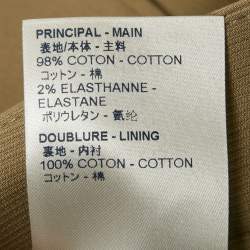 PRINCIPAL - MAIN
表地/本体 - 主料
98% COTON - COTTON
コットン - 棉
2% ELASTHANNE -
ELASTANE
ポリウレタン - 氨纶
DOUBLURE - LINING
裏地 - 内衬
100% COTON - COTTON
コットン - 棉